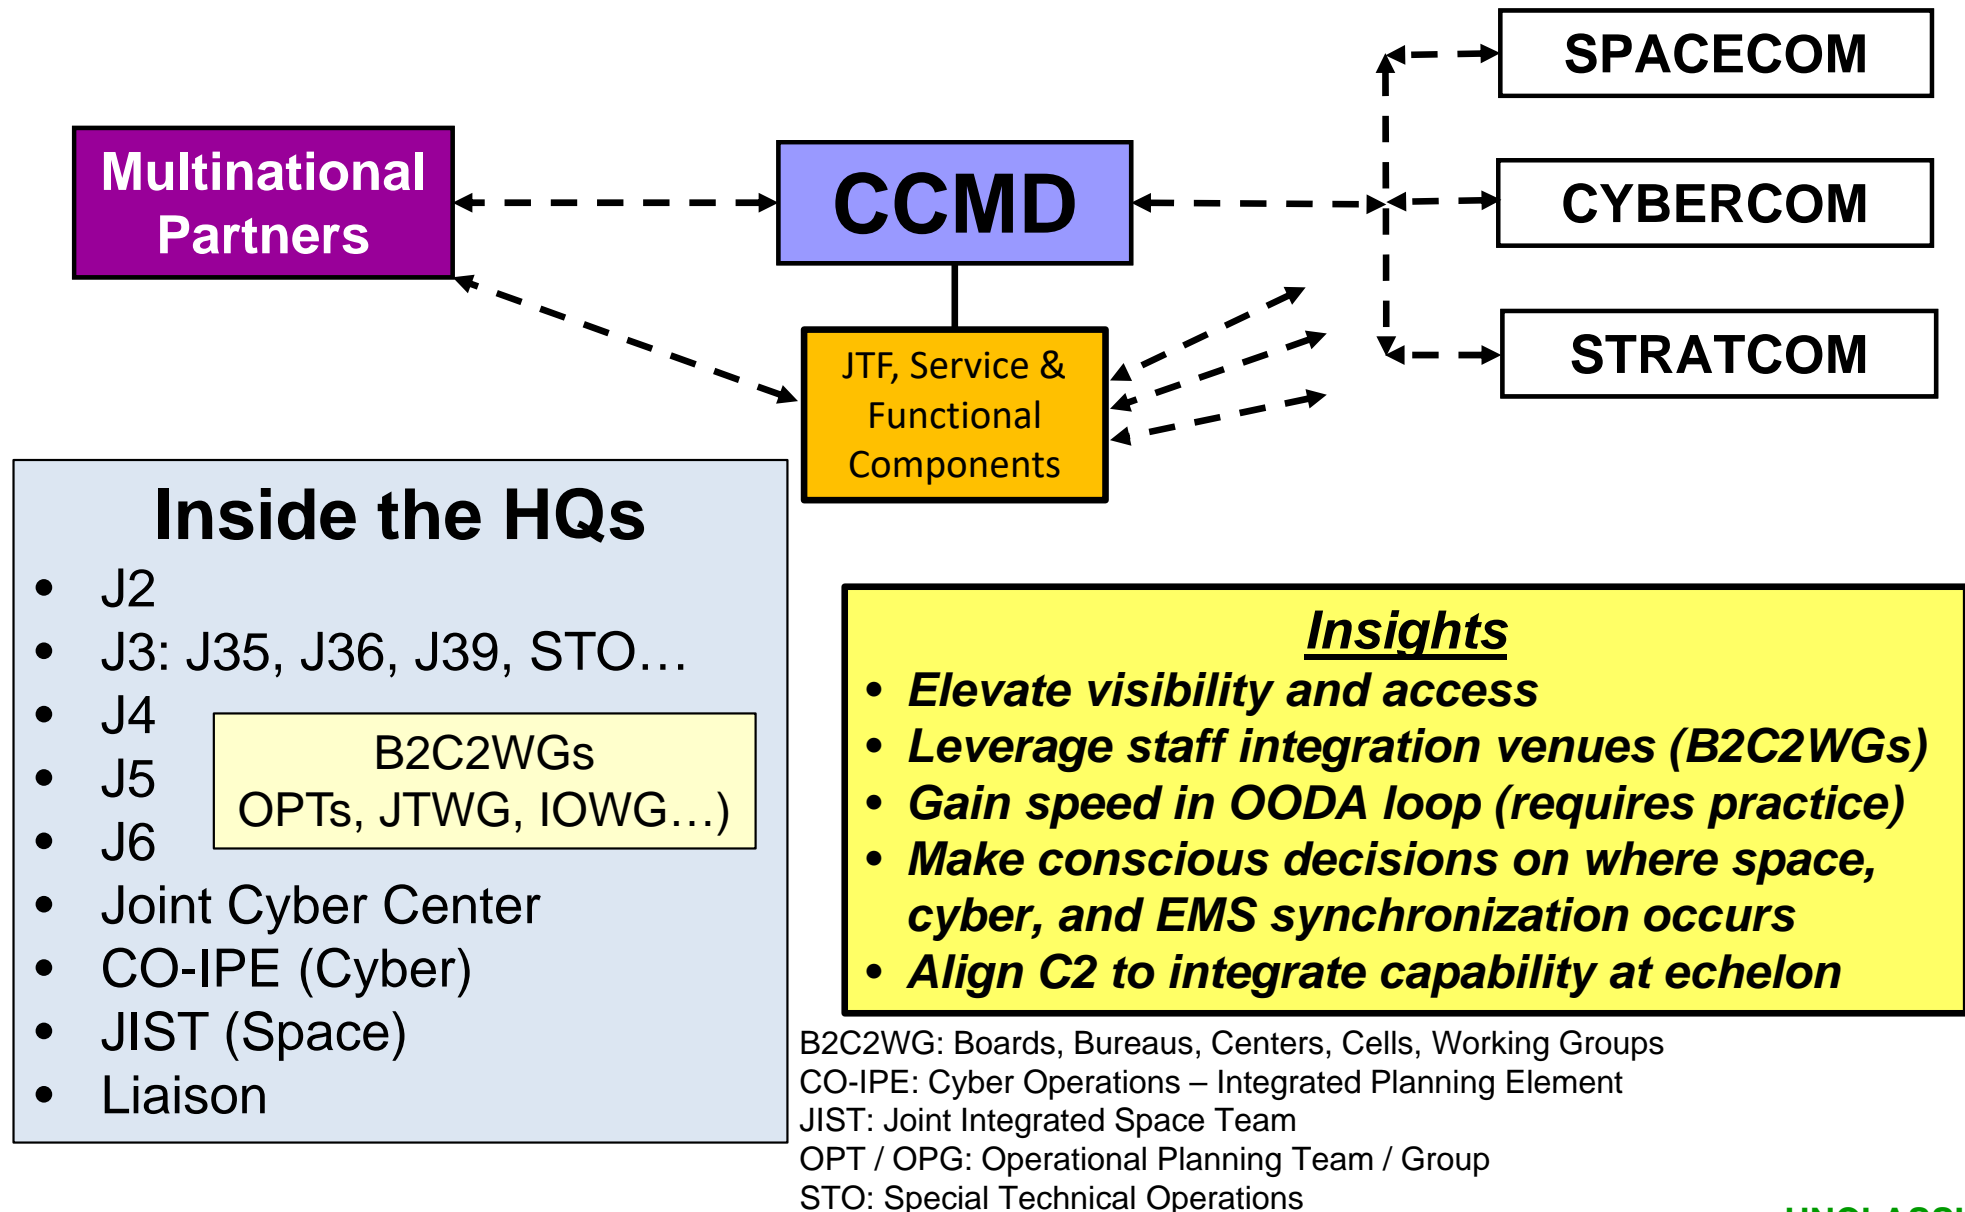 SPACECOM
Multinational
Partners
CCMD
CYBERCOM
STRATCOM
JTF, Service &
Functional
Components
Inside the HQs
• J2
• J3: J35, J36, J39, STO…
• J4
• J5
• J6
B2C2WGs
OPTs, JTWG, IOWG…)
• Joint Cyber Center
• CO-IPE (Cyber)
• JIST (Space)
• Liaison
Insights
• Elevate visibility and access
• Leverage staff integration venues (B2C2WGs)
• Gain speed in OODA loop (requires practice)
• Make conscious decisions on where space,
cyber, and EMS synchronization occurs
• Align C2 to integrate capability at echelon
B2C2WG: Boards, Bureaus, Centers, Cells, Working Groups
CO-IPE: Cyber Operations – Integrated Planning Element
JIST: Joint Integrated Space Team
OPT / OPG: Operational Planning Team / Group
STO: Special Technical Operations